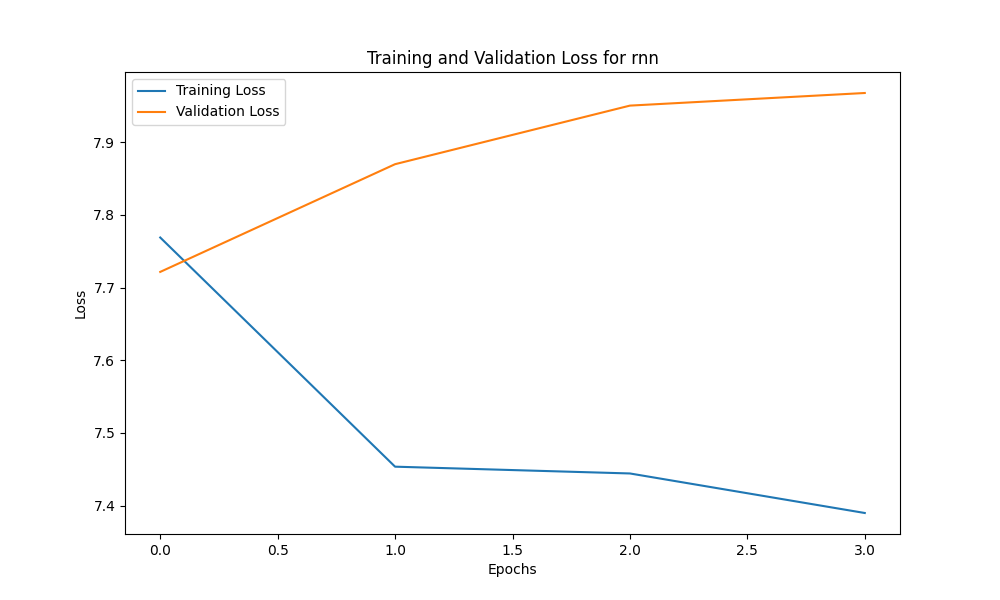 Training and Validation Loss for rnn
Training Loss
Validation Loss
7.9
7.8
7.7
7.6
7.5
7.4
Loss
0.0 0.5 1.0 1.5 2.0 2.5 3.0
Epochs